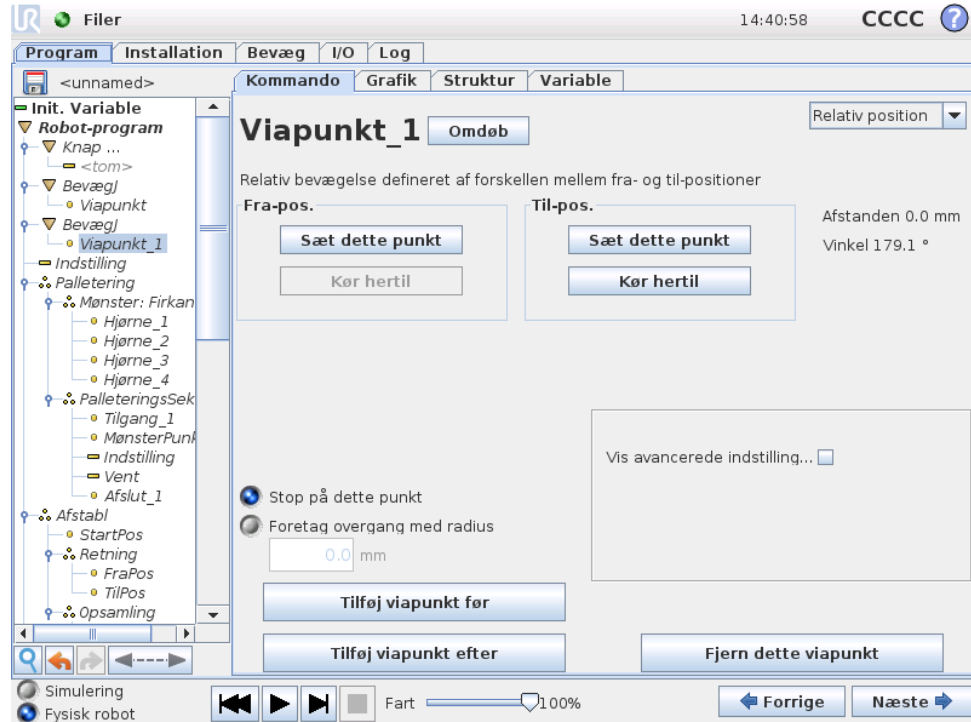 UR Filer 14:40:58 CCCC ?
Program Installation Bevæg I/O Log
<unnamed>
Kommando Grafik Struktur Variable
Init. Variable
Robot-program
Knap ...
<tom>
BevægJ
Viapunkt
BevægJ
Viapunkt_1
Indstilling
Palletering
Mønster: Firkan
Hjørne_1
Hjørne_2
Hjørne_3
Hjørne_4
PalleteringsSek
Tilgang_1
MønsterPunk
Indstilling
Vent
Afslut_1
Afstabl
StartPos
Retning
FraPos
TilPos
Opsamling
Viapunkt_1 Omdøb
Relativ position
Relativ bevægelse defineret af forskellen mellem fra- og til-positioner
Fra-pos.
Sæt dette punkt
Kør hertil
Til-pos.
Sæt dette punkt
Kør hertil
Afstanden 0.0 mm
Vinkel 179.1 °
Vis avancerede indstilling...
Stop på dette punkt
Foretag overgang med radius
0.0 mm
Tilføj viapunkt før
Tilføj viapunkt efter
Fjern dette viapunkt
Simulering
Fysisk robot
Fart 100%
Forrige Næste